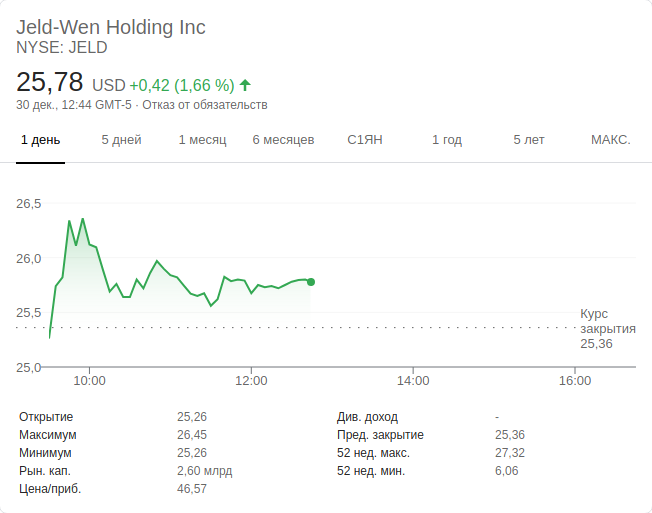 Jeld-Wen Holding Inc
NYSE: JELD
25,78 USD +0,42 (1,66 %)
30 дек., 12:44 GMT-5 · Отказ от обязательств
1 день 5 дней 1 месяц 6 месяцев С1ЯН 1 год 5 лет МАКС.
26,5
26,0
25,5
Курс
закрытия
25,36
25,0
10:00 12:00 14:00 16:00
Открытие 25,26 Див. доход -
Максимум 26,45 Пред. закрытие 25,36
Минимум 25,26 52 нед. макс. 27,32
Рын. кап. 2,60 млрд 52 нед. мин. 6,06
Цена/приб. 46,57